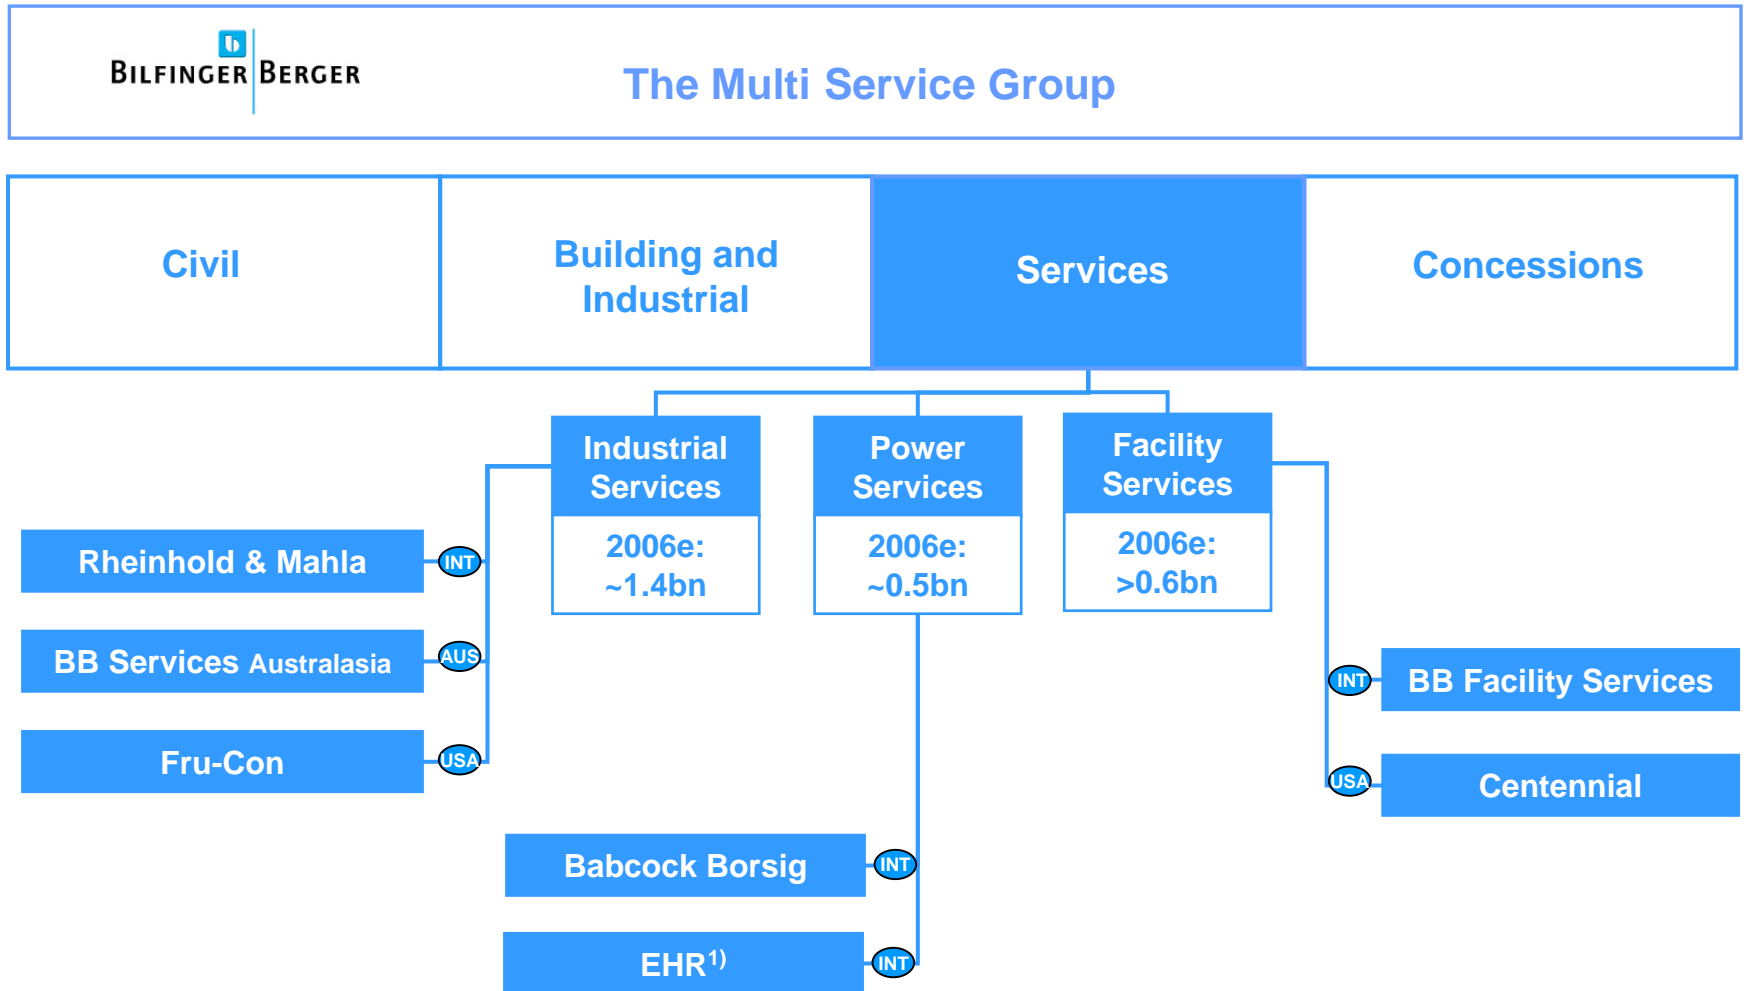 b
BILFINGER BERGER
The Multi Service Group
Civil
Building and
Industrial
Services
Concessions
Industrial
Services
2006e:
~1.4bn
Power
Services
2006e:
~0.5bn
Facility
Services
2006e:
>0.6bn
Rheinhold & Mahla
INT
BB Services Australasia
AUS
Fru-Con
USA
INT
BB Facility Services
USA
Centennial
Babcock Borsig
INT
EHR1)
INT